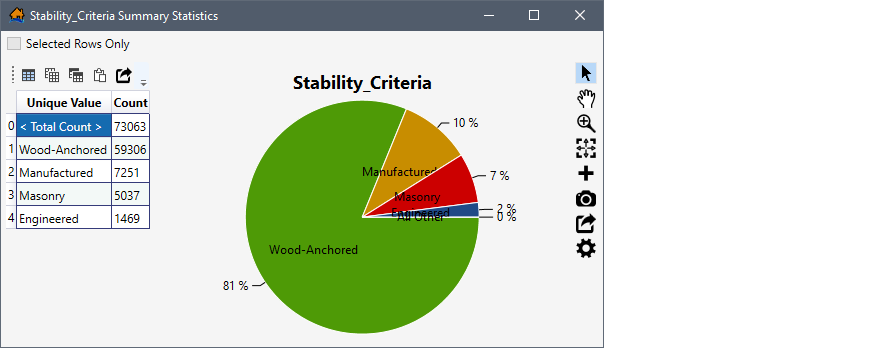 Stability_Criteria Summary Statistics
Selected Rows Only
Unique Value Count
0 < Total Count > 73063
1 Wood-Anchored 59306
2 Manufactured 7251
3 Masonry 5037
4 Engineered 1469
Stability_Criteria
10 %
Manufactured
7 %
Masonry
2 %
Engineered
All Other
0 %
Wood-Anchored
81 %